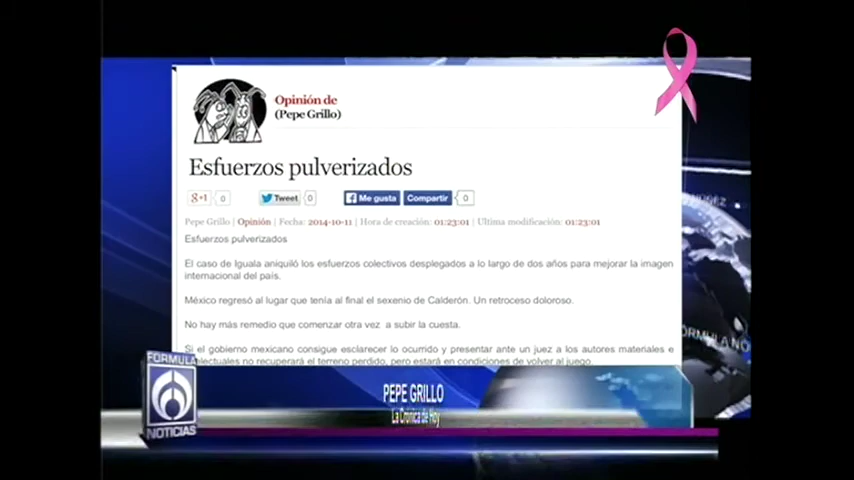 Opinión de
(Pepe Grillo)
Esfuerzos pulverizados
g+1 0 Tweet 0 Me gusta Compartir 0
Pepe Grillo | Opinión | Fecha: 2014-10-11 | Hora de creación: 01:23:01 | Ultima modificación: 01:23:01
Esfuerzos pulverizados
El caso de Iguala aniquiló los esfuerzos colectivos desplegados a lo largo de dos años para mejorar la imagen
internacional del país.
México regresó al lugar que tenía al final el sexenio de Calderón. Un retroceso doloroso.
No hay más remedio que comenzar otra vez a subir la cuesta.
Si el gobierno mexicano consigue esclarecer lo ocurrido y presentar ante un juez a los autores materiales e
telectuales no recuperará el terreno perdido, pero estará en condiciones de volver al juego.
FORMULA
NOTICIAS
PEPE GRILLO
La Crónica de Hoy
ORMULA NO